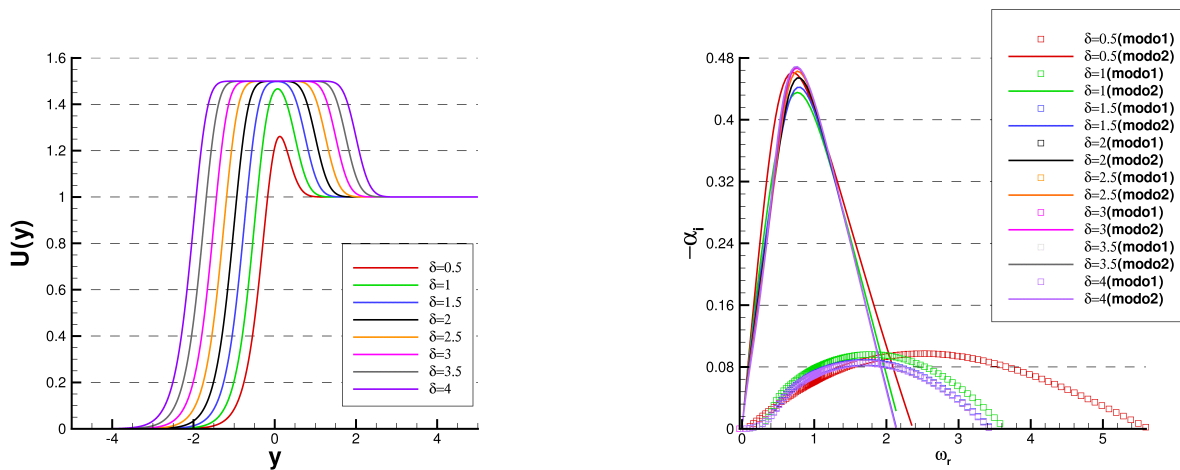 1.6
1.4
1.2
1
0.8
0.6
0.4
0.2
0
-4
-2
0
2
4
y
U(y)
δ=0.5
δ=1
δ=1.5
δ=2
δ=2.5
δ=3
δ=3.5
δ=4
0.48
0.4
0.32
0.24
0.16
0.08
0
0
1
2
3
4
5
ωr
-αi
δ=0.5(modo1)
δ=0.5(modo2)
δ=1(modo1)
δ=1(modo2)
δ=1.5(modo1)
δ=1.5(modo2)
δ=2(modo1)
δ=2(modo2)
δ=2.5(modo1)
δ=2.5(modo2)
δ=3(modo1)
δ=3(modo2)
δ=3.5(modo1)
δ=3.5(modo2)
δ=4(modo1)
δ=4(modo2)